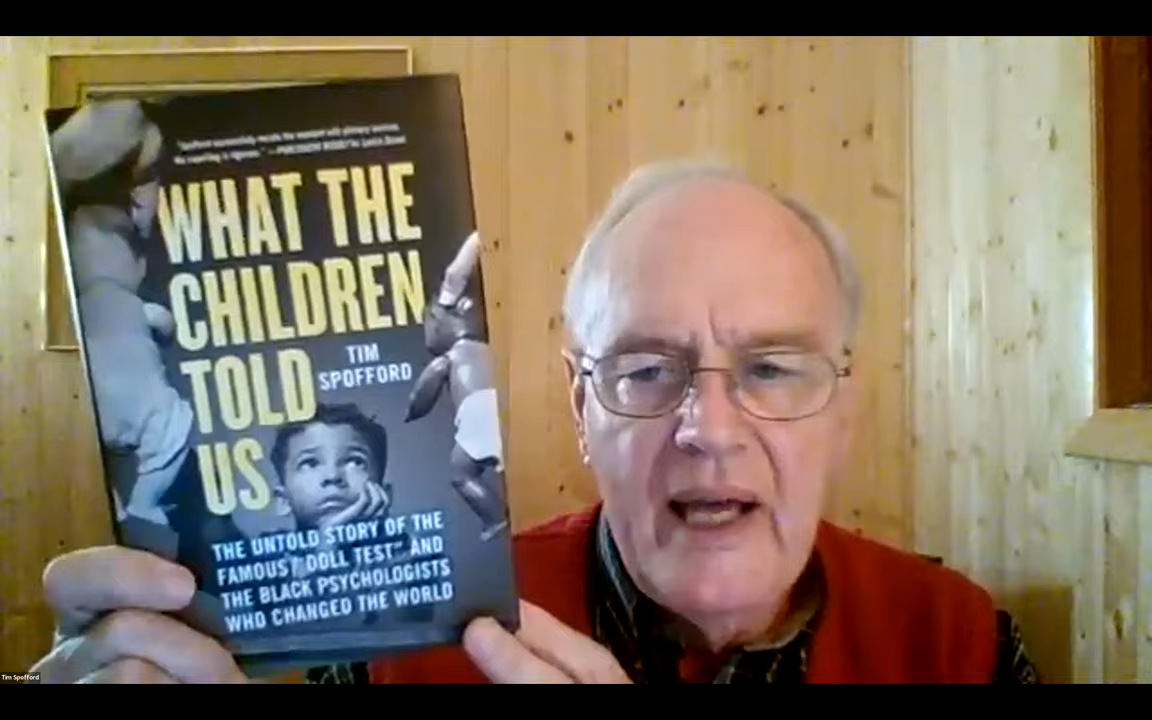 WHAT THE
CHILDREN
TOLD
US
TIM
SPOFFORD
THE UNTOLD STORY OF THE
FAMOUS "DOLL TEST" AND
THE BLACK PSYCHOLOGISTS
WHO CHANGED THE WORLD
Tim Spofford